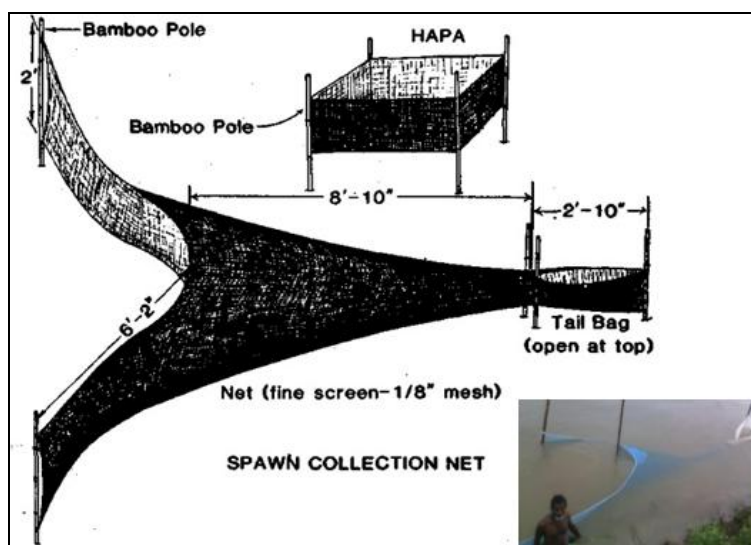 Bamboo Pole
HAPA
2'
Bamboo Pole
8'-10"
2'-10"
6'-2"
Tail Bag
(open at top)
Net (fine screen-1/8" mesh)
SPAWN COLLECTION NET